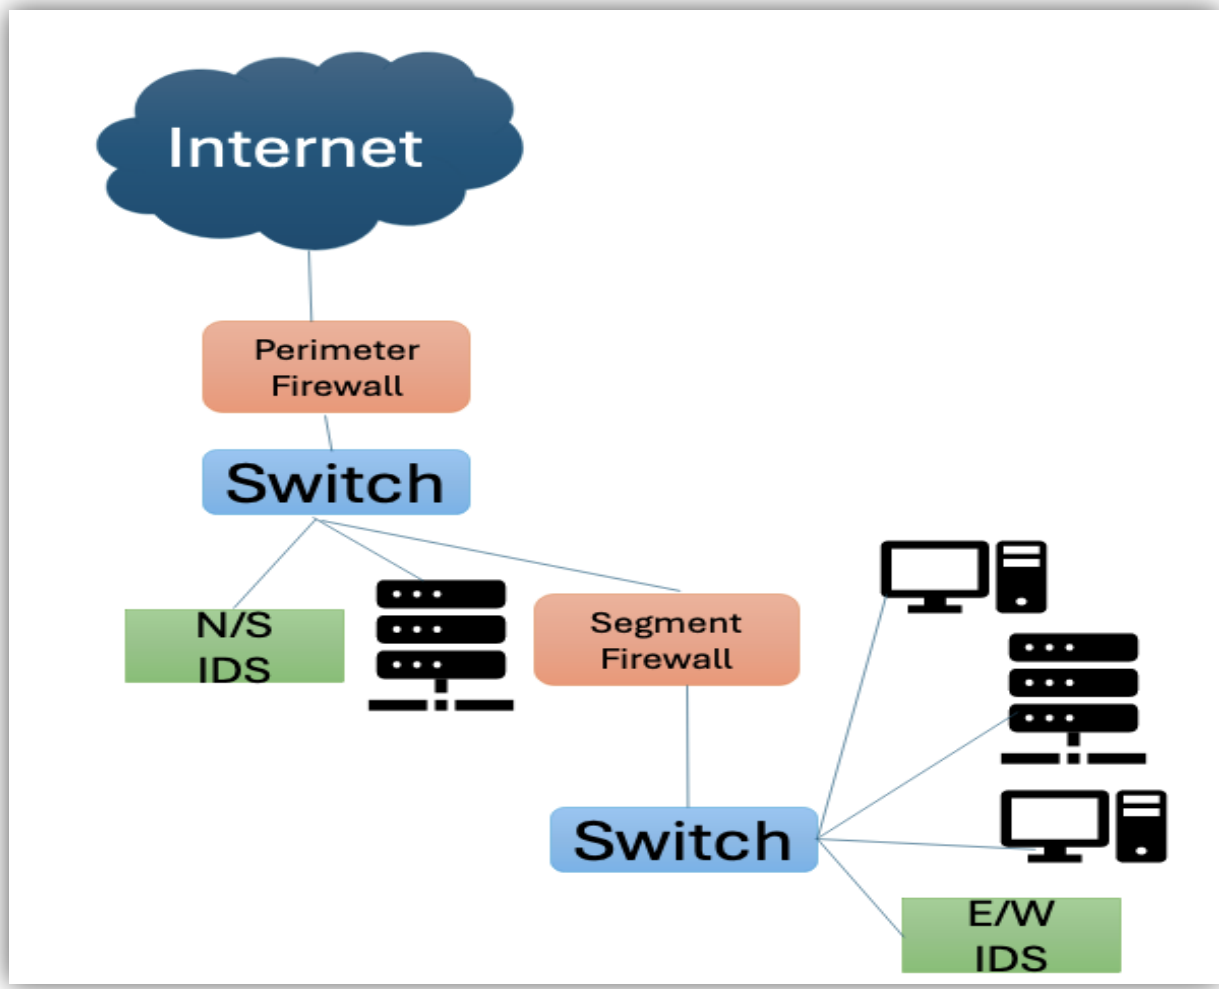 Internet
Perimeter
Firewall
Switch
N/S
IDS
Segment
Firewall
Switch
E/W
IDS